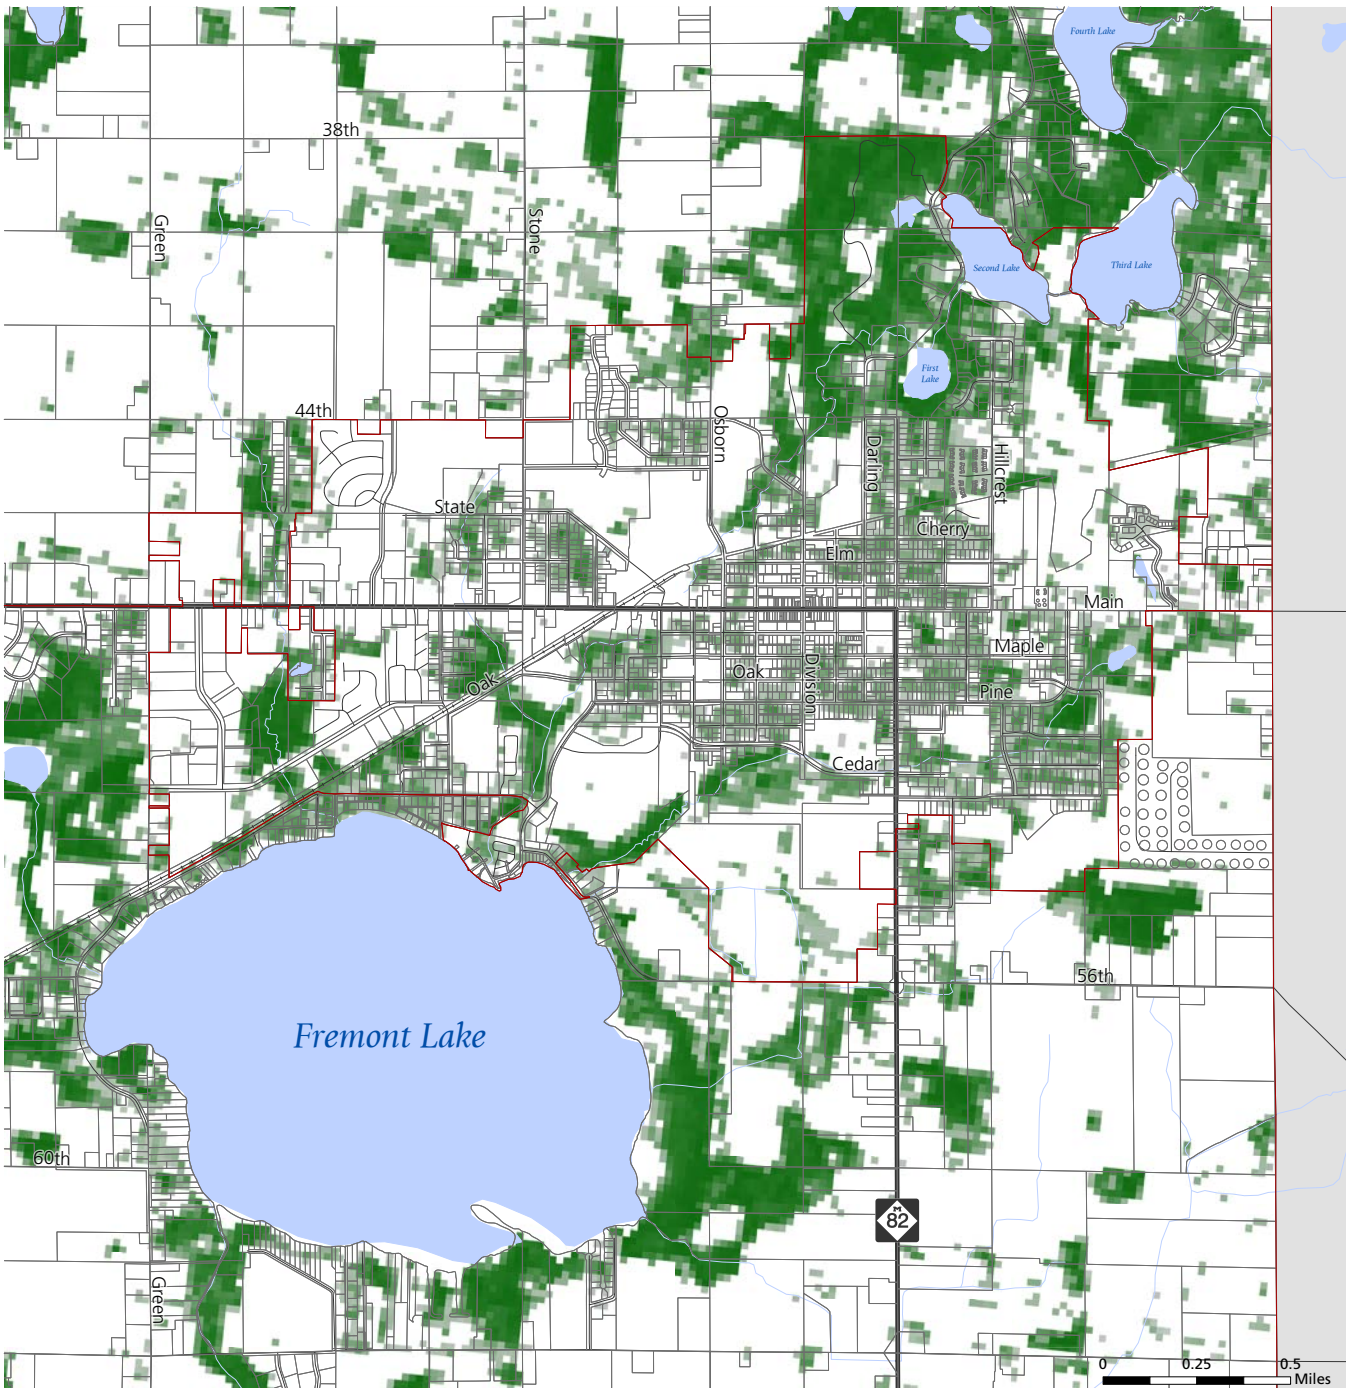 Fourth Lake
38th
Green
Stone
Second Lake
Third Lake
First
Lake
44th
Osborn
Darling
Hillcrest
State
Cherry
Elm
Main
Maple
Oak
Oak
Division
Pine
Cedar
56th
Fremont Lake
60th
M
82
Green
0 0.25 0.5
Miles